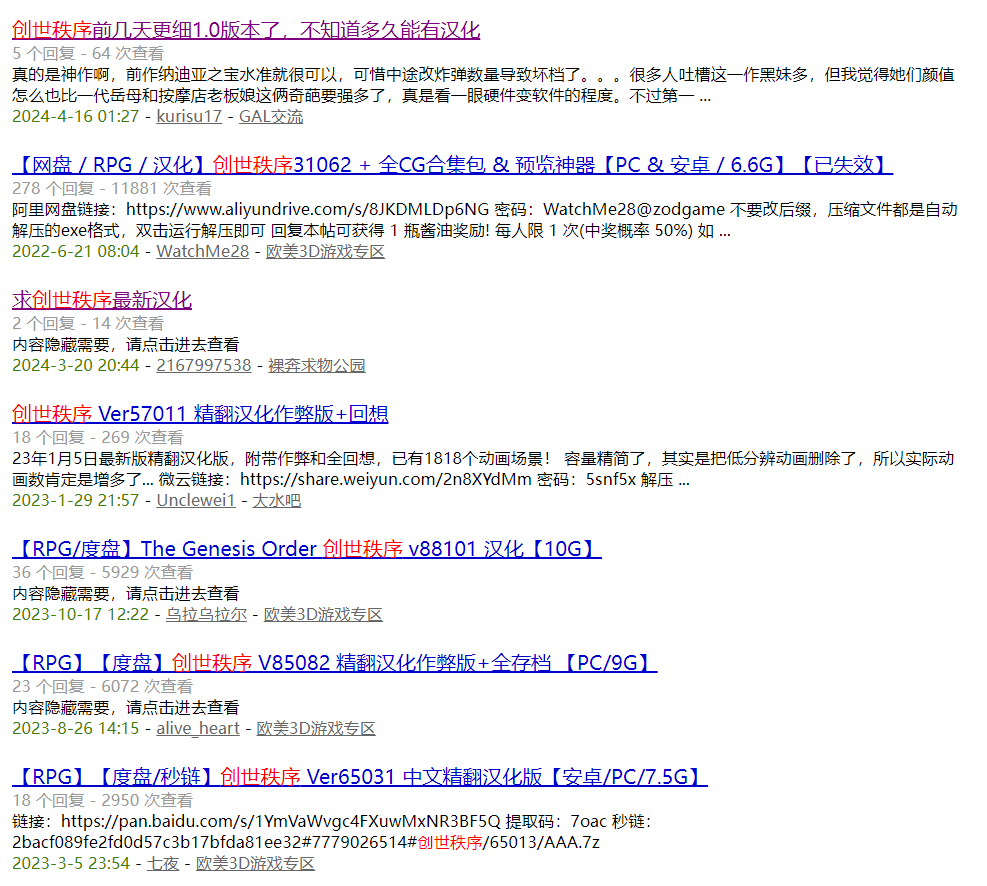 创世秩序前几天更细1.0版本了，不知道多久能有汉化
5 个回复 - 64 次查看
真的是神作啊，前作纳迪亚之宝水准就很可以，可惜中途改炸弹数量导致坏档了。。。很多人吐槽这一作黑妹多，但我觉得她们颜值
怎么也比一代岳母和按摩店老板娘这俩奇葩要强多了，真是看一眼硬件变软件的程度。不过第一 ...
2024-4-16 01:27 - kurisu17 - GAL交流
【网盘 / RPG / 汉化】创世秩序31062 + 全CG合集包 & 预览神器【PC & 安卓 / 6.6G】【已失效】
278 个回复 - 11881 次查看
阿里网盘链接：https://www.aliyundrive.com/s/8JKDMLDp6NG 密码：WatchMe28@zodgame 不要改后缀，压缩文件都是自动
解压的exe格式，双击运行解压即可 回复本帖可获得 1 瓶酱油奖励! 每人限 1 次(中奖概率 50%) 如 ...
2022-6-21 08:04 - WatchMe28 - 欧美3D游戏专区
求创世秩序最新汉化
2 个回复 - 14 次查看
内容隐藏需要，请点击进去查看
2024-3-20 20:44 - 2167997538 - 裸奔求物公园
创世秩序 Ver57011 精翻汉化作弊版+回想
18 个回复 - 269 次查看
23年1月5日最新版精翻汉化版，附带作弊和全回想，已有1818个动画场景！ 容量精简了，其实是把低分辨动画删除了，所以实际动
画数肯定是增多了... 微云链接：https://share.weiyun.com/2n8XYdMm 密码：5snf5x 解压 ...
2023-1-29 21:57 - Unclewei1 - 大水吧
【RPG/度盘】The Genesis Order 创世秩序 v88101 汉化【10G】
36 个回复 - 5929 次查看
内容隐藏需要，请点击进去查看
2023-10-17 12:22 - 乌拉乌拉尔 - 欧美3D游戏专区
【RPG】【度盘】创世秩序 V85082 精翻汉化作弊版+全存档 【PC/9G】
23 个回复 - 6072 次查看
内容隐藏需要，请点击进去查看
2023-8-26 14:15 - alive_heart - 欧美3D游戏专区
【RPG】【度盘/秒链】创世秩序 Ver65031 中文精翻汉化版【安卓/PC/7.5G】
18 个回复 - 2950 次查看
链接：https://pan.baidu.com/s/1YmVaWvgc4FXuwMxNR3BF5Q 提取码：7oac 秒链：
2bacf089fe2fd0d57c3b17bfda81ee32#7779026514#创世秩序/65013/AAA.7z
2023-3-5 23:54 - 七夜 - 欧美3D游戏专区